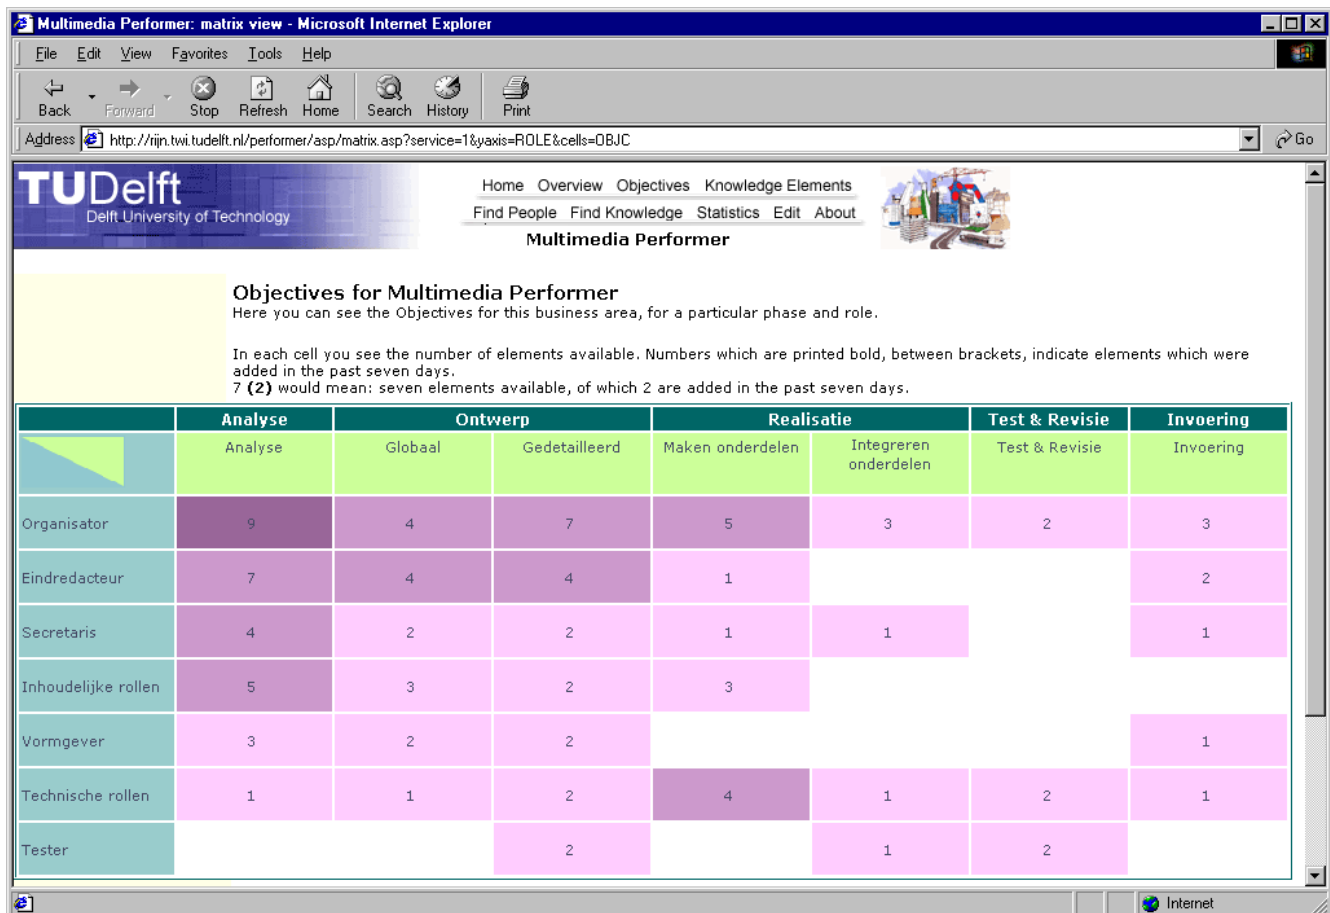 Multimedia Performer: matrix view - Microsoft Internet Explorer
File Edit View Favorites Tools Help
Back Forward Stop Refresh Home Search History Print
Address http://rijn.twi.tudelft.nl/performer/asp/matrix.asp?service=1&yaxis=ROLE&cells=OBJC Go
TUDelft
Delft University of Technology
Home Overview Objectives Knowledge Elements
Find People Find Knowledge Statistics Edit About
Multimedia Performer
Objectives for Multimedia Performer
Here you can see the Objectives for this business area, for a particular phase and role.
In each cell you see the number of elements available. Numbers which are printed bold, between brackets, indicate elements which were
added in the past seven days.
7 (2) would mean: seven elements available, of which 2 are added in the past seven days.
Analyse Ontwerp Realisatie Test & Revisie Invoering
Analyse Globaal Gedetailleerd Maken onderdelen Integreren onderdelen Test & Revisie Invoering
Organisator 9 4 7 5 3 2 3
Eindredacteur 7 4 4 1 2
Secretaris 4 2 2 1 1 1
Inhoudelijke rollen 5 3 2 3
Vormgever 3 2 2 1
Technische rollen 1 1 2 4 1 2 1
Tester 2 1 2
Internet